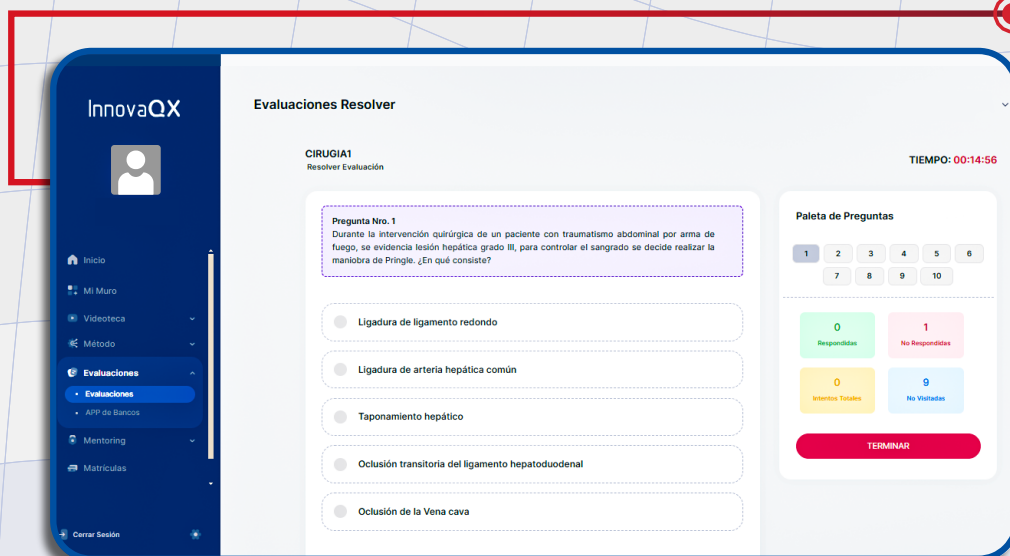 InnovaQX
Inicio
Mi Muro
Videoteca
Método
Evaluaciones
Evaluaciones
APP de Bancos
Mentoring
Matrículas
Cerrar Sesión
Evaluaciones Resolver
CIRUGIA1
Resolver Evaluación
TIEMPO: 00:14:56
Pregunta Nro. 1
Durante la intervención quirúrgica de un paciente con traumatismo abdominal por arma de
fuego, se evidencia lesión hepática grado III, para controlar el sangrado se decide realizar la
maniobra de Pringle. ¿En qué consiste?
Ligadura de ligamento redondo
Ligadura de arteria hepática común
Taponamiento hepático
Oclusión transitoria del ligamento hepatoduodenal
Oclusión de la Vena cava
Paleta de Preguntas
1 2 3 4 5 6
7 8 9 10
0
Respondidas
1
No Respondidas
0
Intentos Totales
9
No Visitadas
TERMINAR